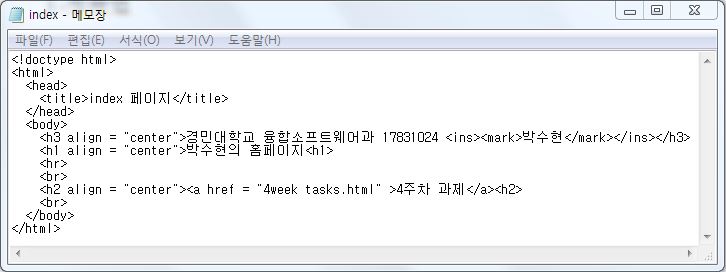 index - 메모장
파일(F) 편집(E) 서식(O) 보기(V) 도움말(H)
<!doctype html>
<html>
  <head>
    <title>index 페이지</title>
  </head>
  <body>
    <h3 align = "center">경민대학교 융합소프트웨어과 17831024 <ins><mark>박수현</mark></ins></h3>
    <h1 align = "center">박수현의 홈페이지<h1>
    <hr>
    <br>
    <h2 align = "center"><a href = "4week tasks.html" >4주차 과제</a><h2>
    <br>
  </body>
</html>